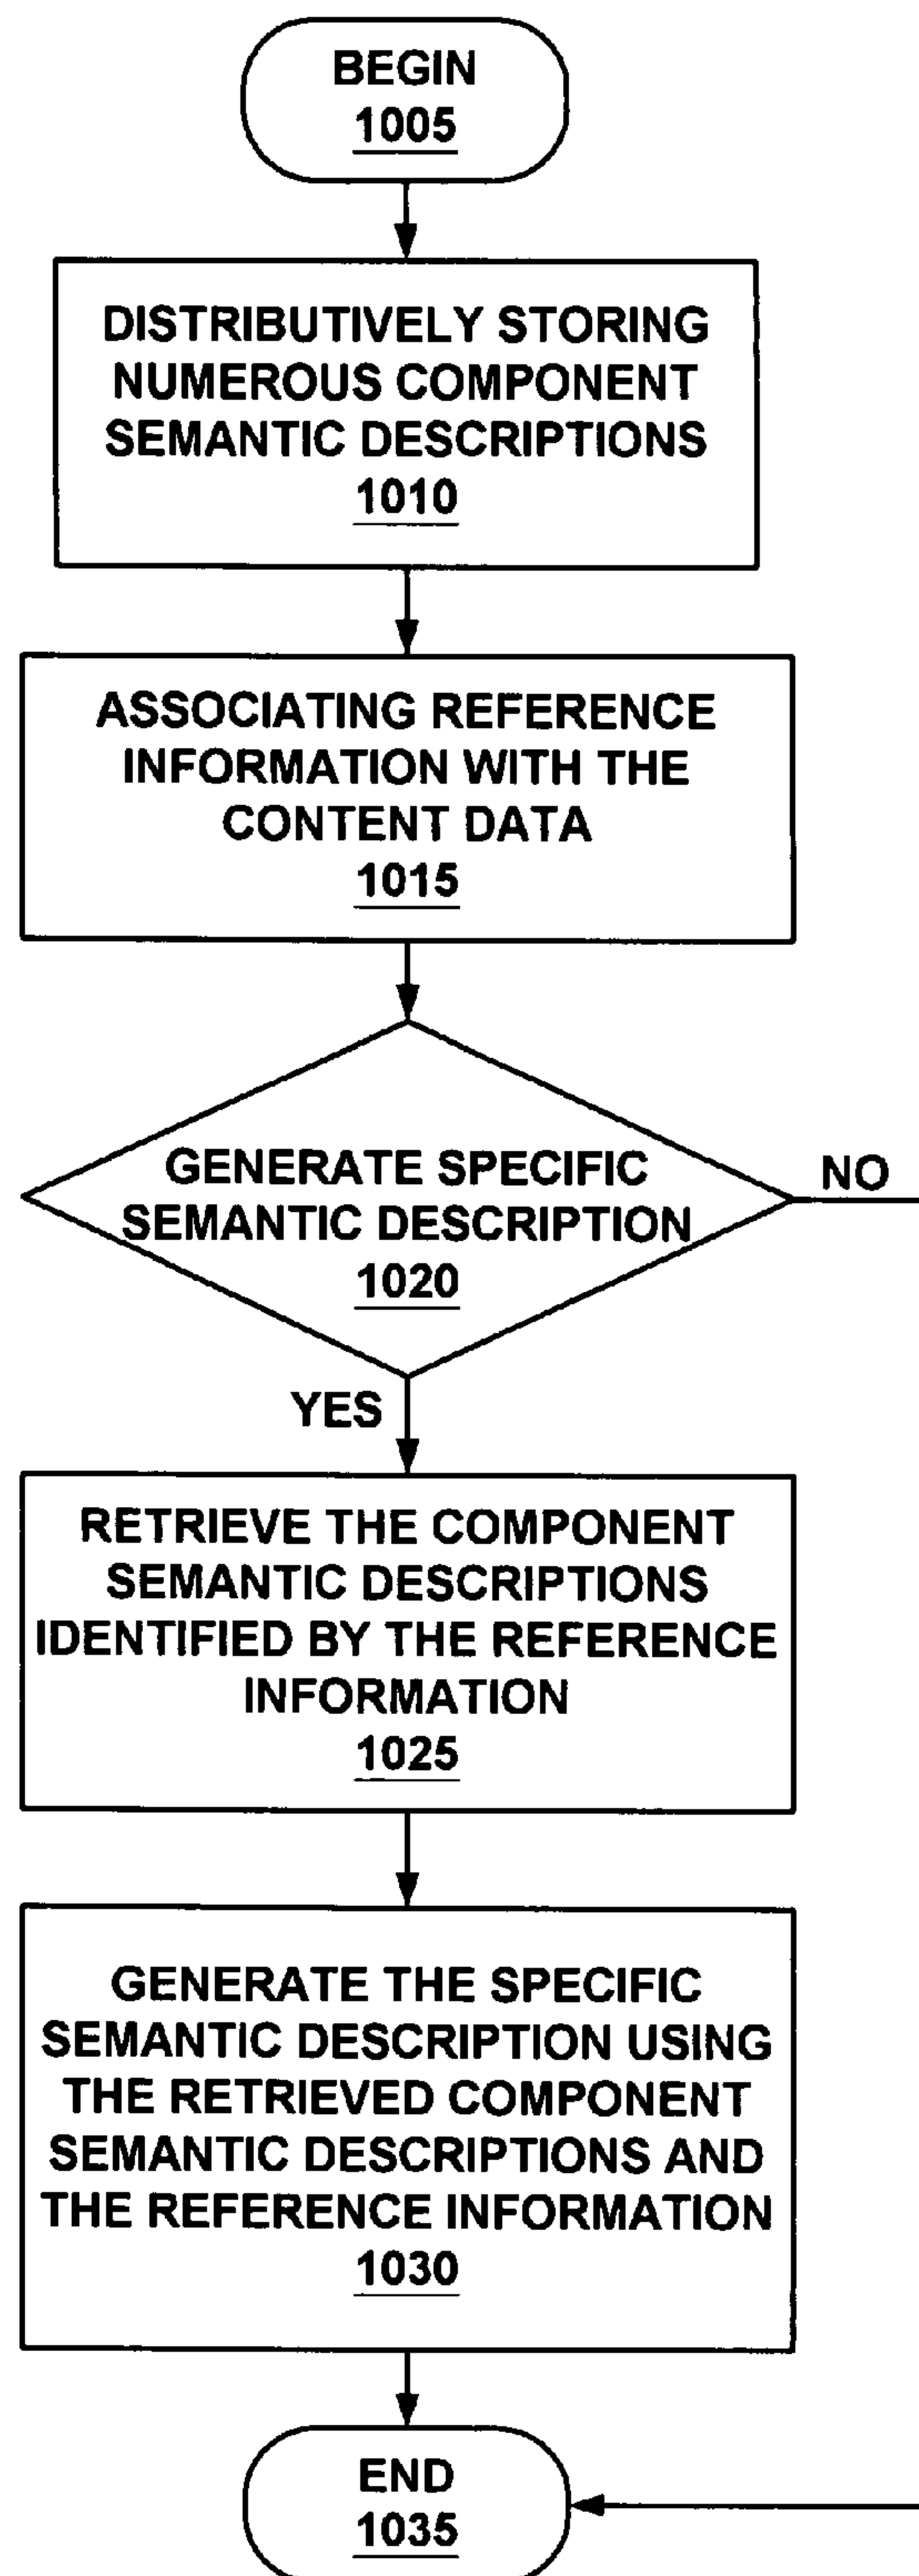 BEGIN
1005
DISTRIBUTIVELY STORING
NUMEROUS COMPONENT
SEMANTIC DESCRIPTIONS
1010
ASSOCIATING REFERENCE
INFORMATION WITH THE
CONTENT DATA
1015
GENERATE SPECIFIC
SEMANTIC DESCRIPTION
1020
NO
YES
RETRIEVE THE COMPONENT
SEMANTIC DESCRIPTIONS
IDENTIFIED BY THE REFERENCE
INFORMATION
1025
GENERATE THE SPECIFIC
SEMANTIC DESCRIPTION USING
THE RETRIEVED COMPONENT
SEMANTIC DESCRIPTIONS AND
THE REFERENCE INFORMATION
1030
END
1035